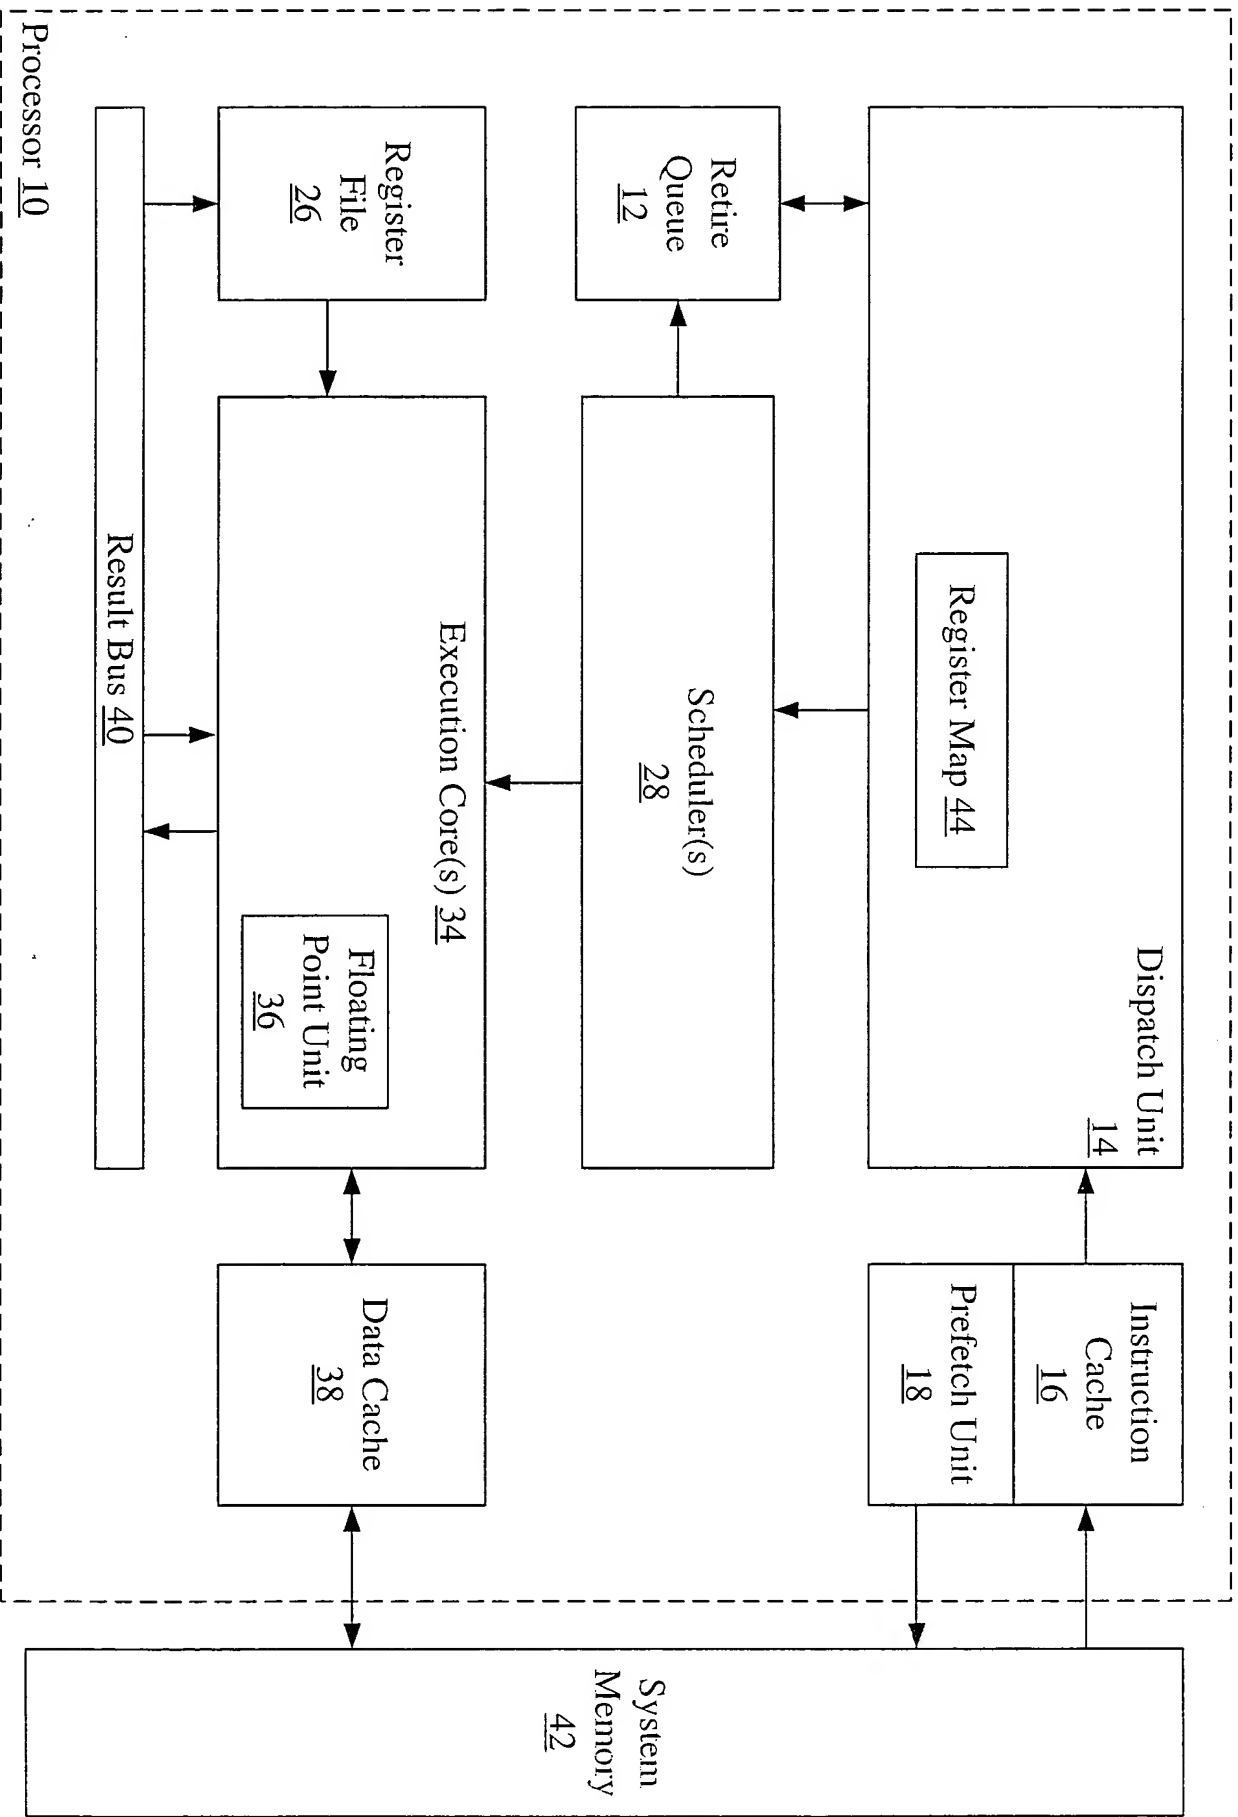 Dispatch Unit
14
Register Map 44
Instruction
Cache
16
Prefetch Unit
18
Retire
Queue
12
Scheduler(s)
28
Register
File
26
Execution Core(s) 34
Floating
Point Unit
36
Data Cache
38
System
Memory
42
Result Bus 40
Processor 10